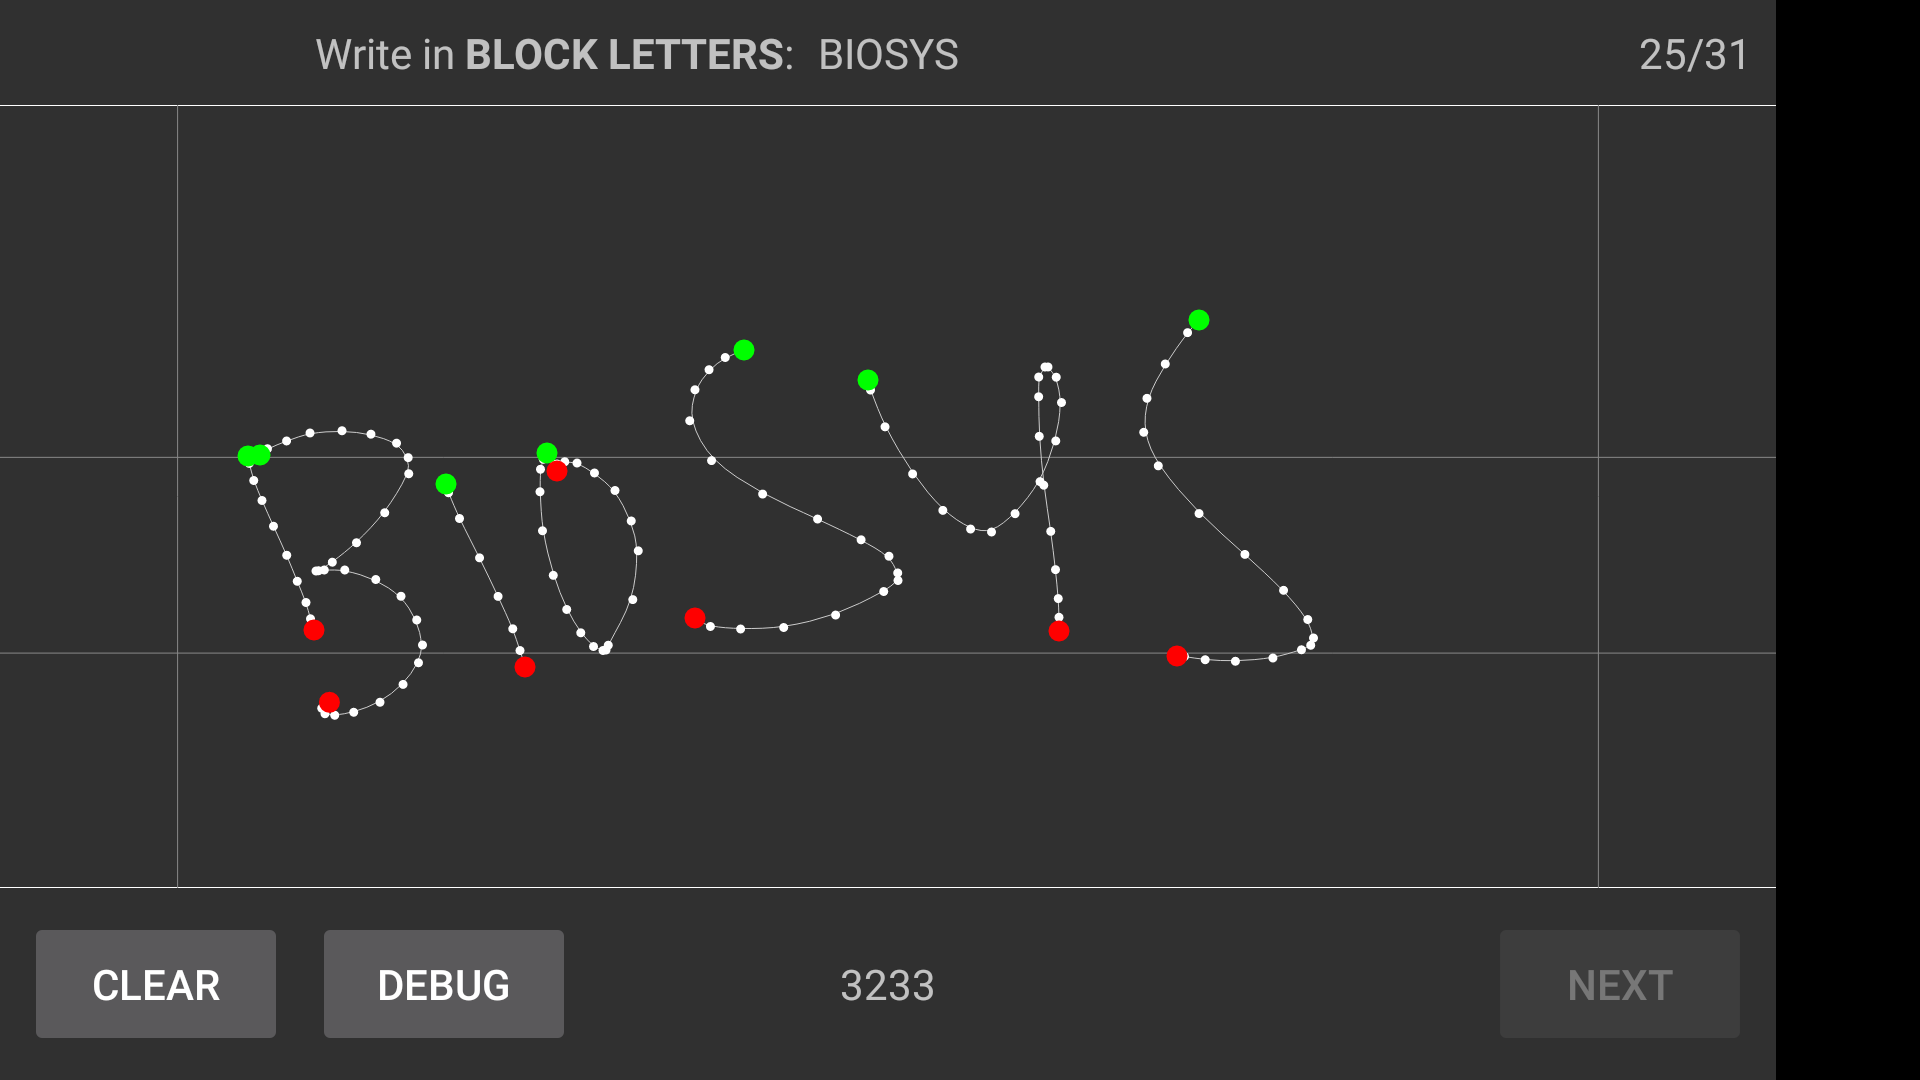 Write in BLOCK LETTERS: BIOSYS 25/31
BIOSYS
CLEAR DEBUG 3233 NEXT